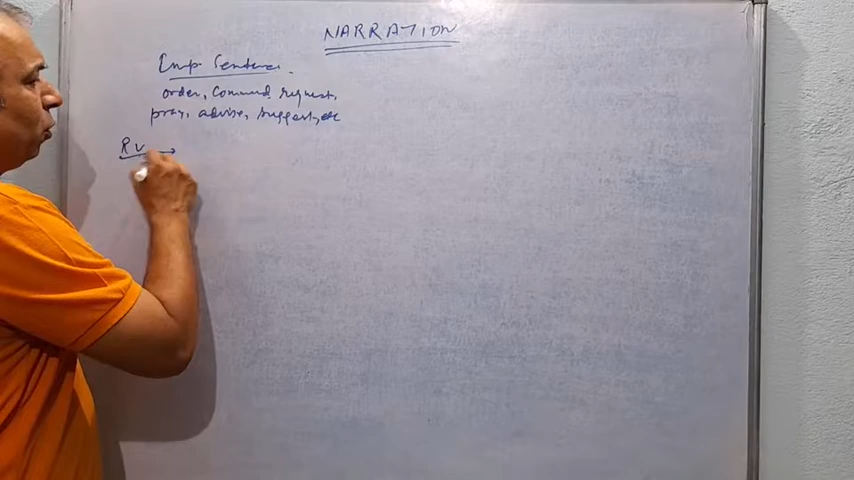 NARRATION
Imp Sentence
order, Command, request,
pray, advise, suggest, etc
RV →